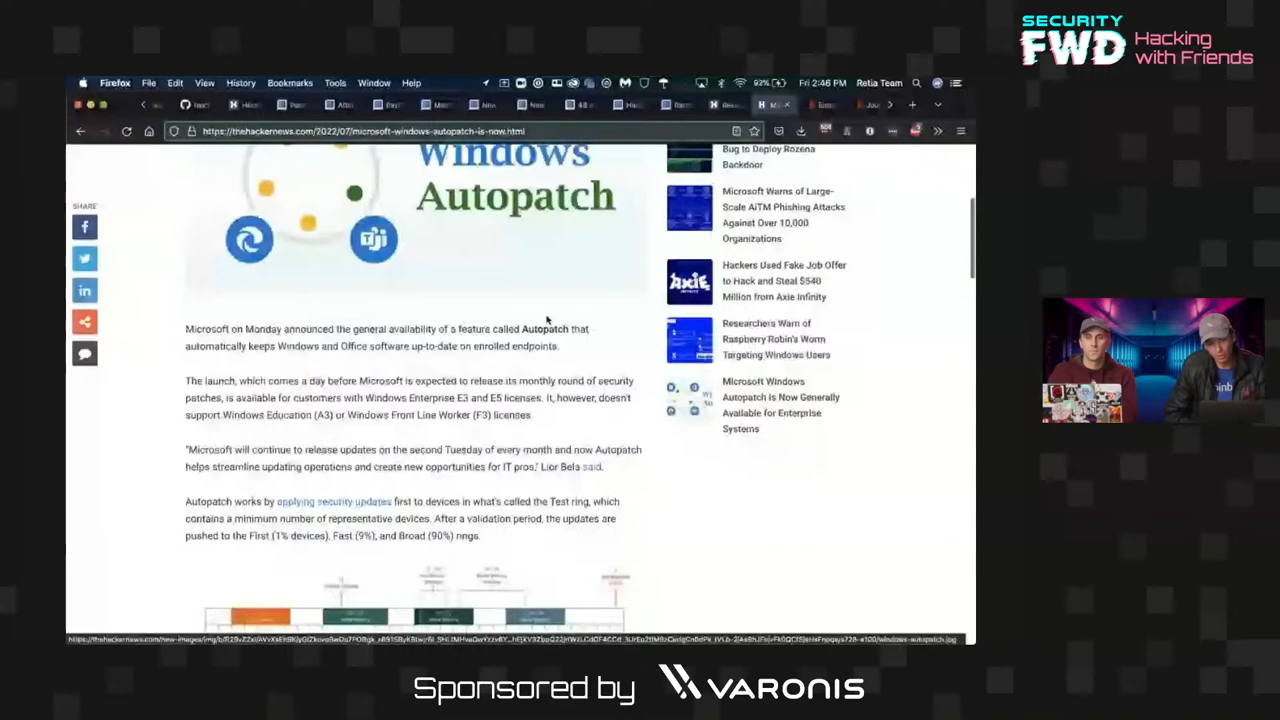 SECURITY
FWD
Hacking
with Friends
Firefox File Edit View History Bookmarks Tools Window Help
92%
Fri 2:46 PM Retia Team
https://thehackernews.com/2022/07/microsoft-windows-autopatch-is-now.html
Windows
Autopatch
SHARE
Microsoft on Monday announced the general availability of a feature called Autopatch that
automatically keeps Windows and Office software up-to-date on enrolled endpoints.
The launch, which comes a day before Microsoft is expected to release its monthly round of security
patches, is available for customers with Windows Enterprise E3 and E5 licenses. It, however, doesn't
support Windows Education (A3) or Windows Front Line Worker (F3) licenses
"Microsoft will continue to release updates on the second Tuesday of every month and now Autopatch
helps streamline updating operations and create new opportunities for IT pros," Lior Bela said.
Autopatch works by applying security updates first to devices in what's called the Test ring, which
contains a minimum number of representative devices. After a validation period, the updates are
pushed to the First (1% devices), Fast (9%), and Broad (90%) rings.
Bug to Deploy Rozena
Backdoor
Microsoft Warns of Large-
Scale AiTM Phishing Attacks
Against Over 10,000
Organizations
AXIE
Hackers Used Fake Job Offer
to Hack and Steal $540
Million from Axie Infinity
Researchers Warn of
Raspberry Robin's Worm
Targeting Windows Users
Microsoft Windows
Autopatch is Now Generally
Available for Enterprise
Systems
Sponsored by VARONIS